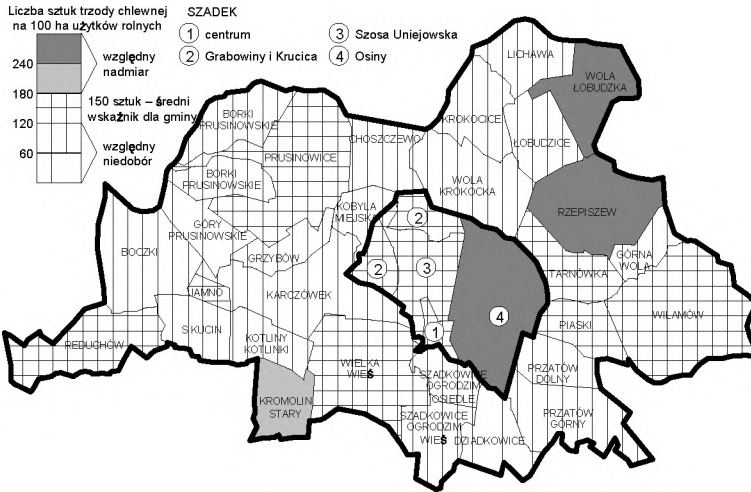 Liczba sztuk trzody chlewnej
na 100 ha użytków rolnych
240
180
120
60
względny
nadmiar
150 sztuk – średni
wskaźnik dla gminy
względny
niedobór
SZADEK
1 centrum
2 Grabowiny i Krucica
3 Szosa Uniejowska
4 Osiny
LICHAWA
WOLA
ŁOBUDZKA
BORKI
PRUSINOWSKIE
KROKOCICE
CHOSZCZEWO
ŁOBUDZICE
PRUSINOWICE
BORKI
PRUSINOWSKIE
WOLA
KROKOCKA
KOBYLA
MIEJSKA
2
RZEPISZEW
GÓRY
PRUSINOWSKIE
BOCZKI
GRZYBÓW
2
3
GÓRNA
WOLA
TARNÓWKA
JAMNO
KARCZÓWEK
4
WILAMÓW
SIKUCIN
1
PIASKI
REDUCHÓW
KOTLINY
KOTLINKI
WIELKA
WIEŚ
SZADKOWICE
OGRODZIM
OSIEDLE
PRZATÓW
DOLNY
KROMOLIN
STARY
SZADKOWICE
OGRODZIM
WIEŚ
DZIADKOWICE
PRZATÓW
GÓRNY